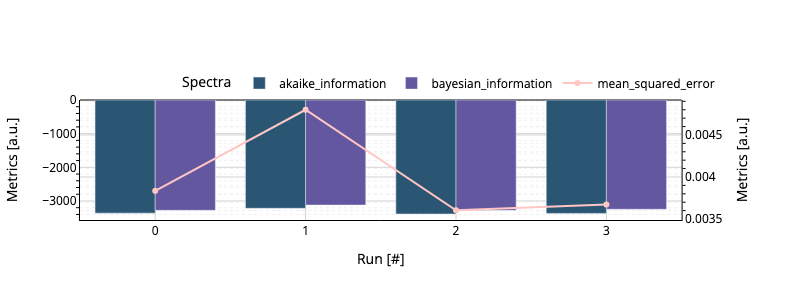 Spectra akaike_information bayesian_information mean_squared_error
Metrics [a.u.]
0
−1000
−2000
−3000
0.0045
0.004
0.0035
Metrics [a.u.]
0 1 2 3
Run [#]